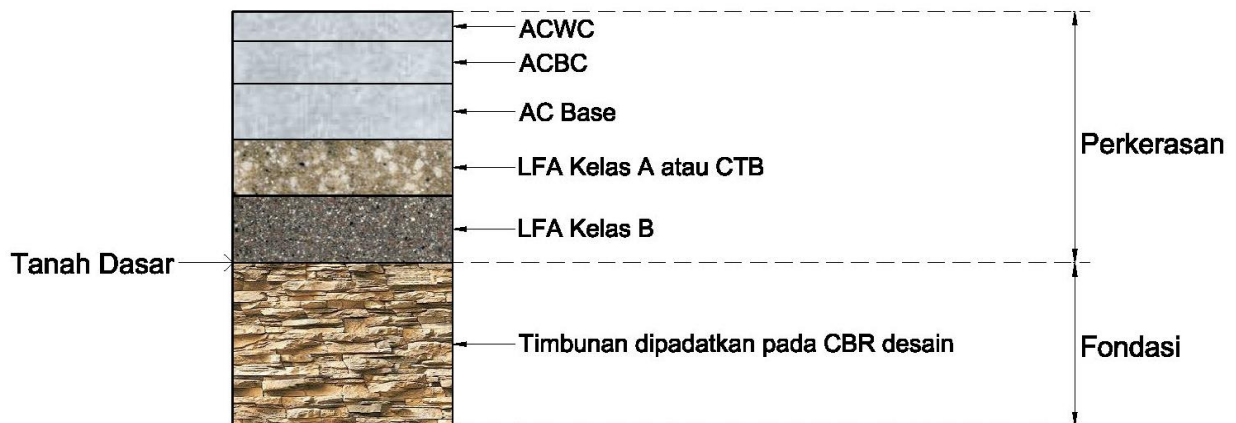 ACWC
ACBC
AC Base
Perkerasan
LFA Kelas A atau CTB
LFA Kelas B
Tanah Dasar
Timbunan dipadatkan pada CBR desain
Fondasi